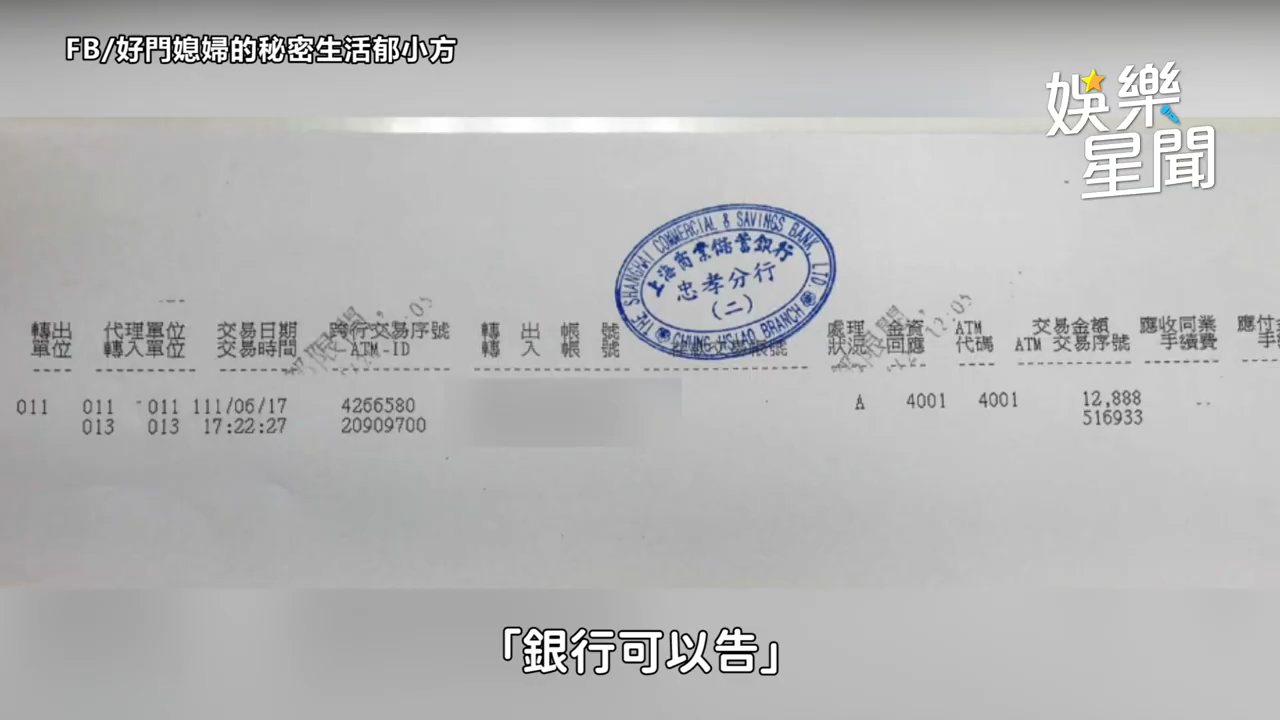 FB/好門媳婦的秘密生活郁小方
娛樂
星聞
THE SHANGHAI COMMERCIAL & SAVINGS BANK, LTD.
上海商業儲蓄銀行
忠孝分行
(二)
CHUNG HSIAO BRANCH
轉出 代理單位 交易日期 跨行交易序號 轉 出 帳 號 處理 金資 ATM 交易金額 應收同業
單位 轉入單位 交易時間 ATM-ID 轉 入 帳 號 狀況 回應 代碼 ATM 交易序號 手續費
011 011 011 111/06/17 4266580 A 4001 4001 12,888
013 013 17:22:27 20909700 516933
「銀行可以告」